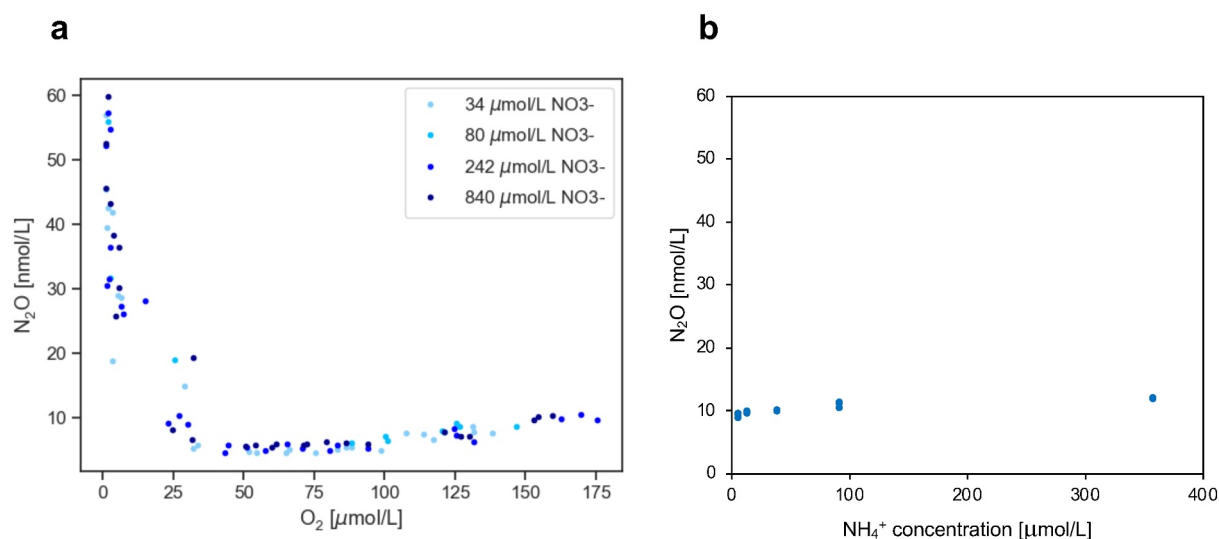 a
60
50
40
30
20
10
N₂O [nmol/L]
34 μmol/L NO3-
80 μmol/L NO3-
242 μmol/L NO3-
840 μmol/L NO3-
0 25 50 75 100 125 150 175
O₂ [μmol/L]
b
60
50
40
30
20
10
0
N₂O [nmol/L]
0 100 200 300 400
NH₄⁺ concentration [μmol/L]